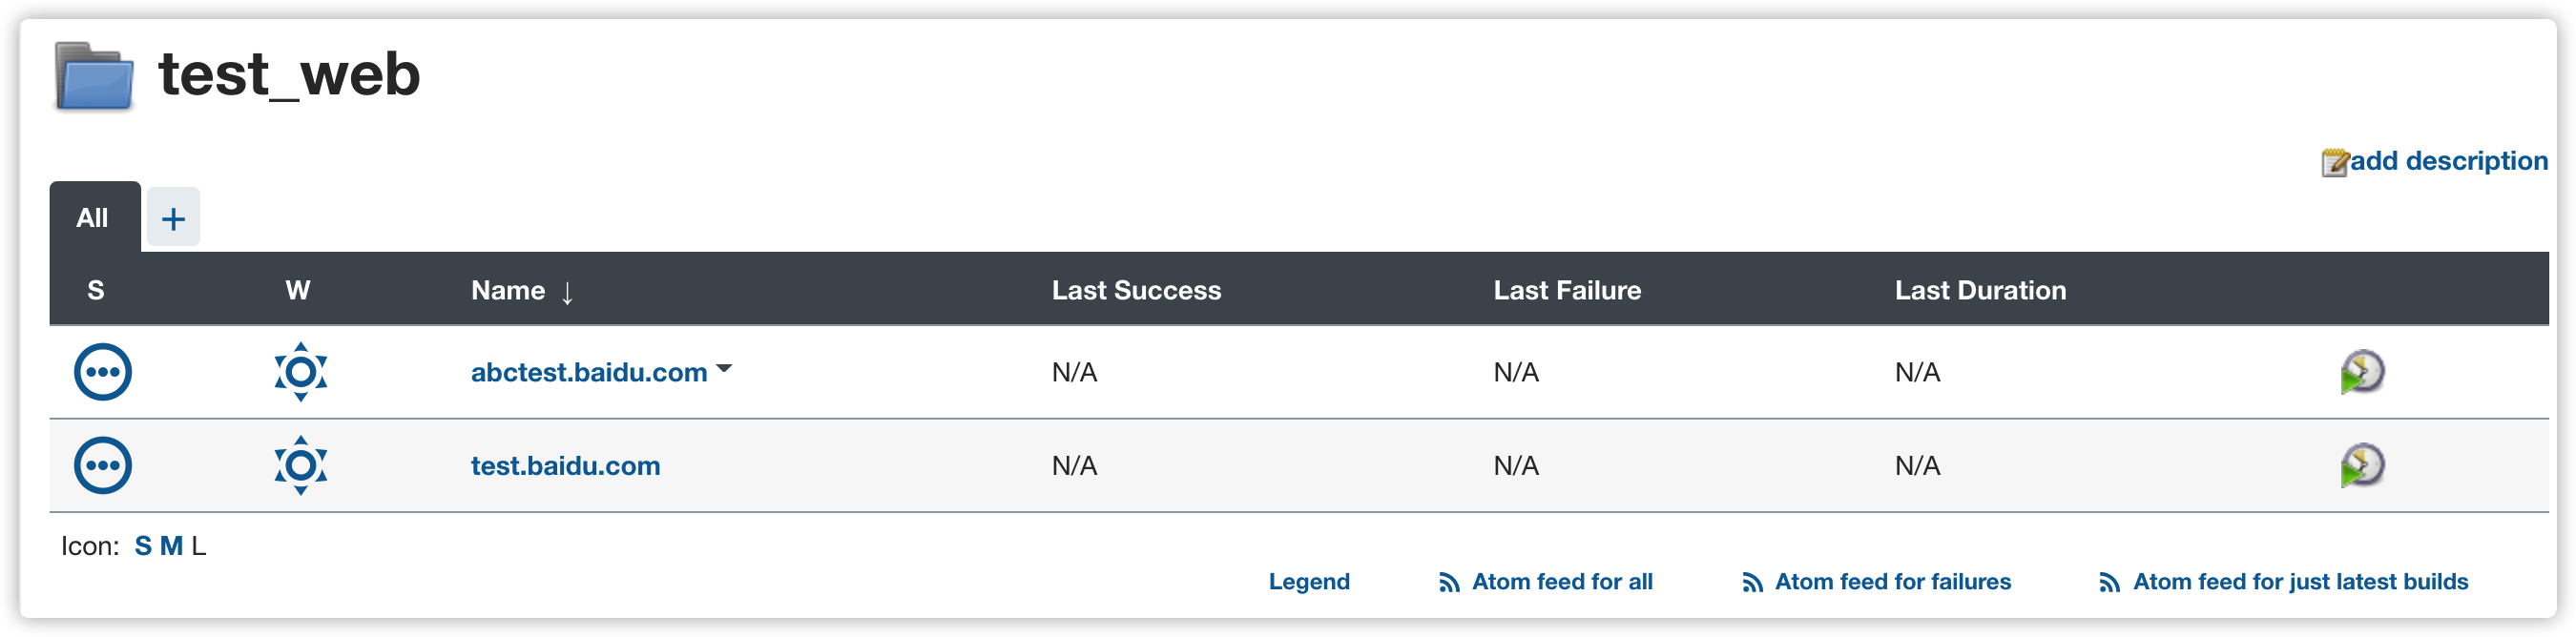 test_web
add description
All +
S W Name ↓ Last Success Last Failure Last Duration
abctest.baidu.com N/A N/A N/A
test.baidu.com N/A N/A N/A
Icon: S M L
Legend Atom feed for all Atom feed for failures Atom feed for just latest builds